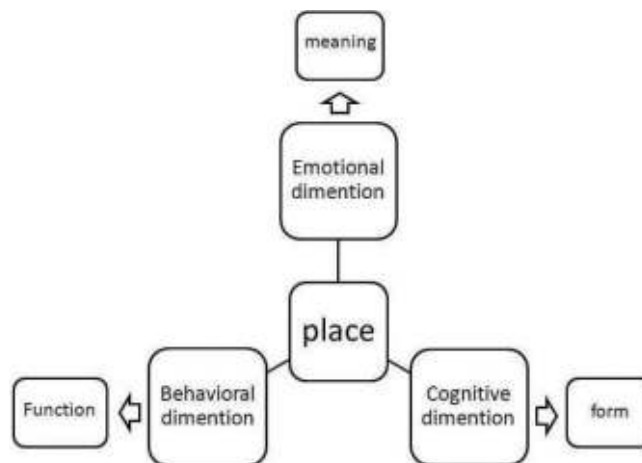 meaning
Emotional
dimention
place
Behavioral
dimention
Function
Cognitive
dimention
form